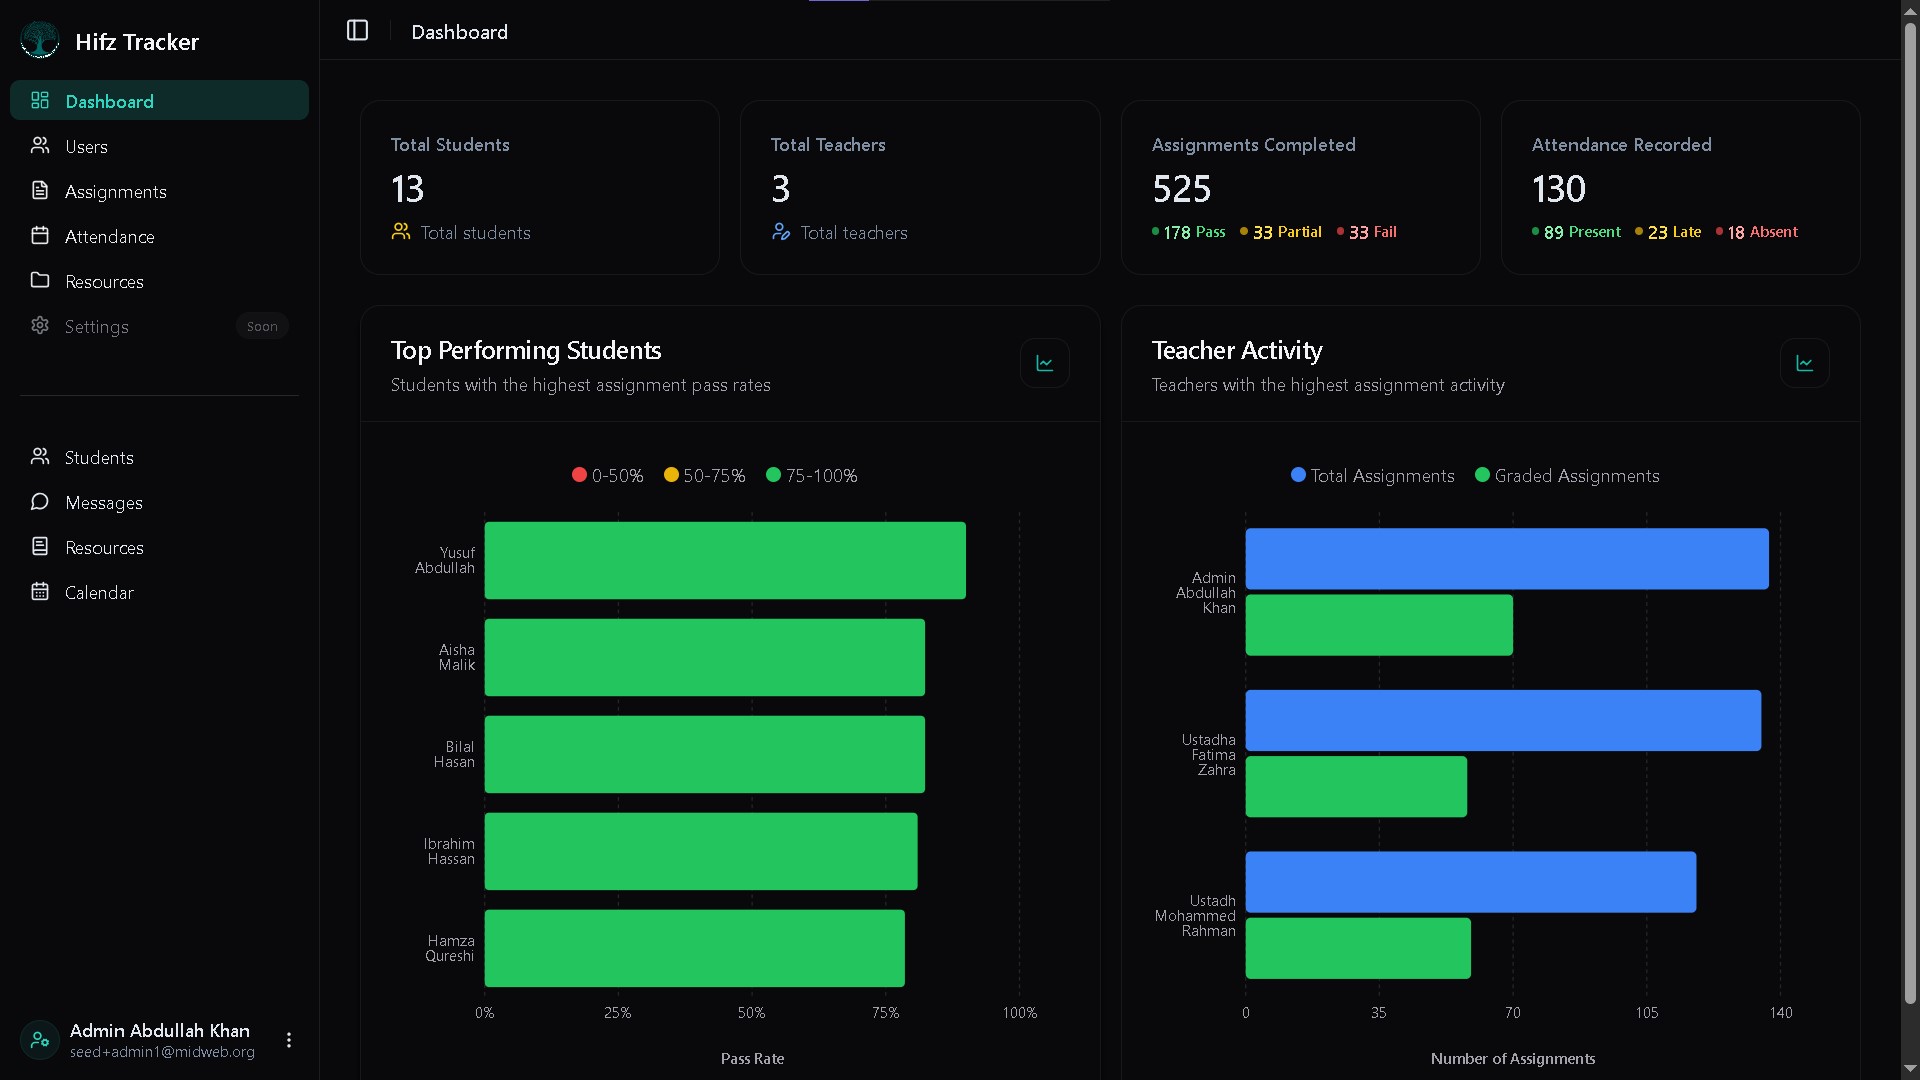 Hifz Tracker
Dashboard
Users
Assignments
Attendance
Resources
Settings
Soon
Students
Messages
Resources
Calendar
Admin Abdullah Khan
seed+admin1@midweb.org
Dashboard
Total Students
13
Total students
Total Teachers
3
Total teachers
Assignments Completed
525
178 Pass 33 Partial 33 Fail
Attendance Recorded
130
89 Present 23 Late 18 Absent
Top Performing Students
Students with the highest assignment pass rates
0-50% 50-75% 75-100%
Yusuf
Abdullah
Aisha
Malik
Bilal
Hasan
Ibrahim
Hassan
Hamza
Qureshi
0% 25% 50% 75% 100%
Pass Rate
Teacher Activity
Teachers with the highest assignment activity
Total Assignments Graded Assignments
Admin
Abdullah
Khan
Ustadha
Fatima
Zahra
Ustadh
Mohammed
Rahman
0 35 70 105 140
Number of Assignments